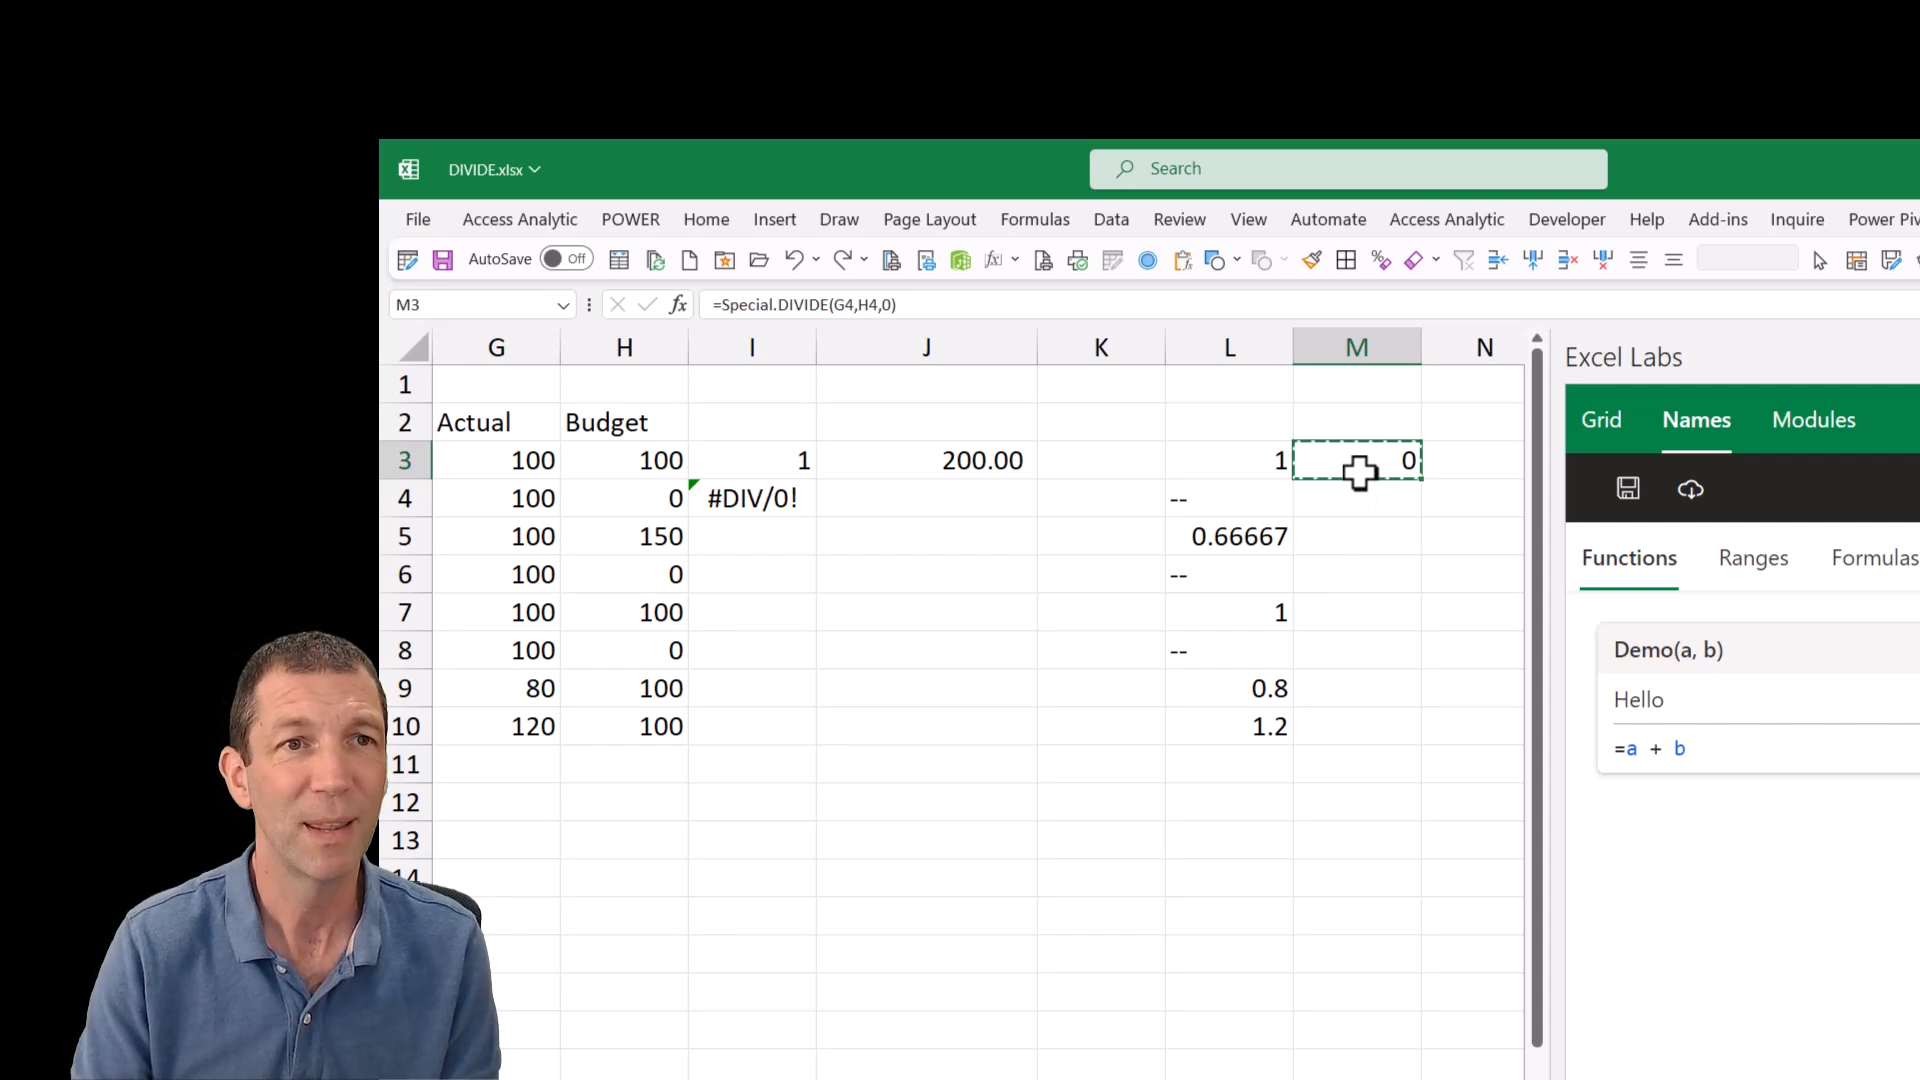 DIVIDE.xlsx
Search
File Access Analytic POWER Home Insert Draw Page Layout Formulas Data Review View Automate Access Analytic Developer Help Add-ins Inquire Power Piv
AutoSave Off
M3 fx =Special.DIVIDE(G4,H4,0)
G H I J K L M N
1
2 Actual Budget
3 100 100 1 200.00 1 0
4 100 0 #DIV/0! --
5 100 150 0.66667
6 100 0 --
7 100 100 1
8 100 0 --
9 80 100 0.8
10 120 100 1.2
11
12
13
14
Excel Labs
Grid Names Modules
Functions Ranges Formulas
Demo(a, b)
Hello
=a + b